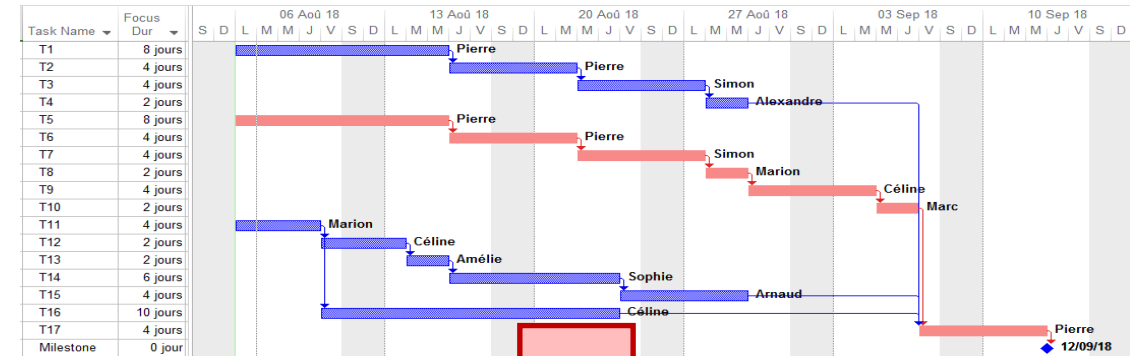 Focus
06 Aoû 18 13 Aoû 18 20 Aoû 18 27 Aoû 18 03 Sep 18 10 Sep 18
Task Name Dur S D L M M J V S D L M M J V S D L M M J V S D L M M J V S D L M M J V S D L M M J V S D
T1 8 jours Pierre
T2 4 jours Pierre
T3 4 jours Simon
T4 2 jours Alexandre
T5 8 jours Pierre
T6 4 jours Pierre
T7 4 jours Simon
T8 2 jours Marion
T9 4 jours Céline
T10 2 jours Marc
T11 4 jours Marion
T12 2 jours Céline
T13 2 jours Amélie
T14 6 jours Sophie
T15 4 jours Arnaud
T16 10 jours Céline
T17 4 jours Pierre
Milestone 0 jour 12/09/18